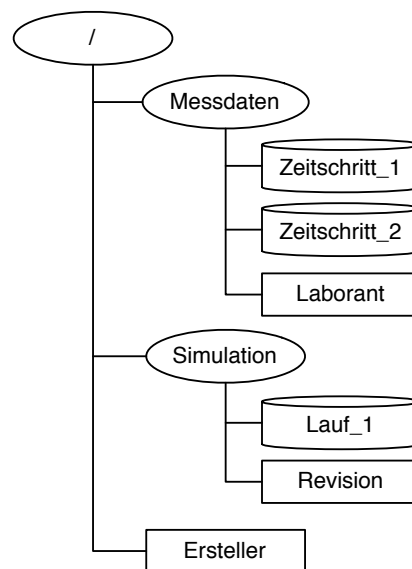 /
Messdaten
Zeitschritt_1
Zeitschritt_2
Laborant
Simulation
Lauf_1
Revision
Ersteller